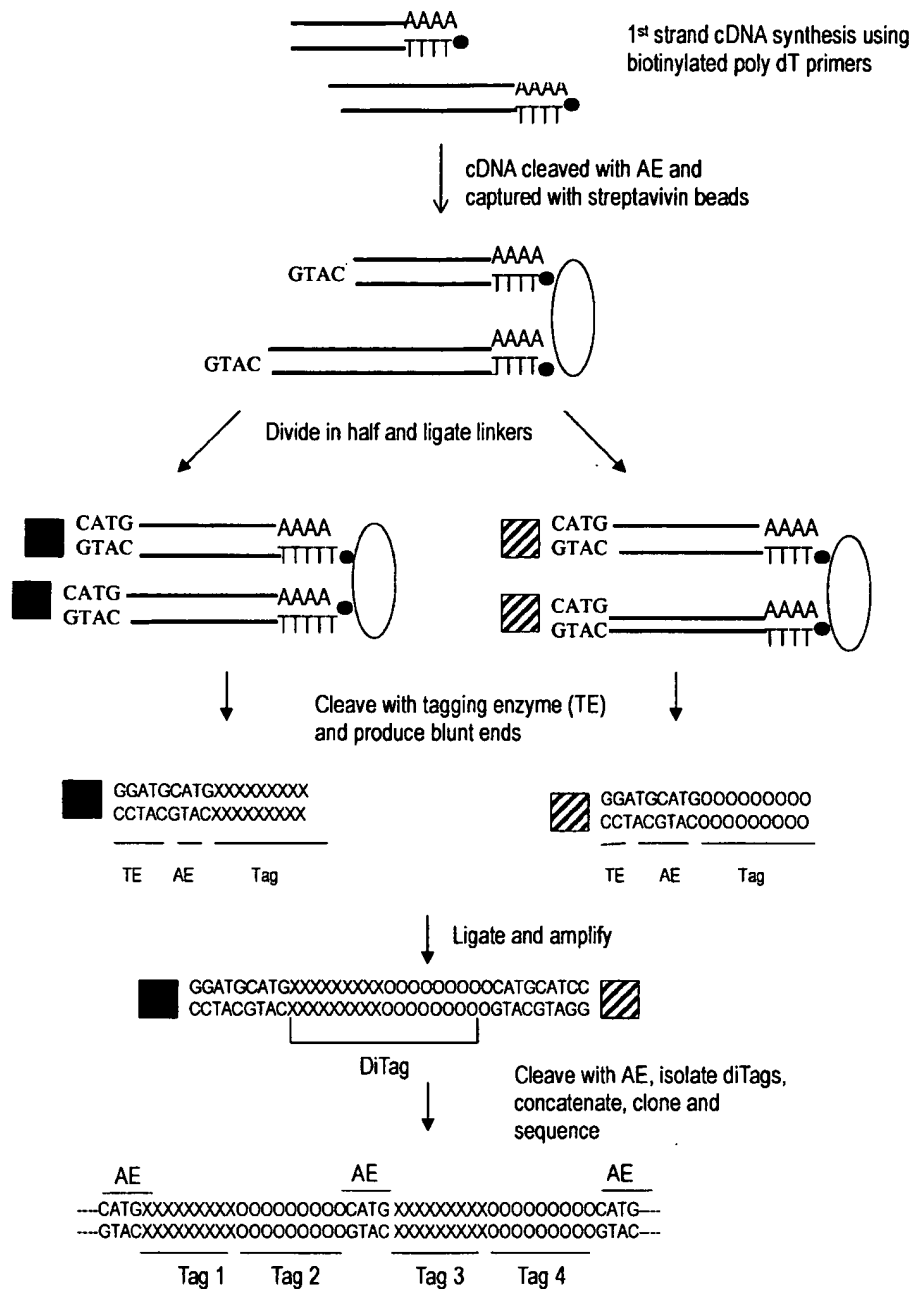 AAAA
TTTT
1st strand cDNA synthesis using
biotinylated poly dT primers
AAAA
TTTT
cDNA cleaved with AE and
captured with streptavivin beads
AAAA
GTAC
TTTT
AAAA
GTAC
TTTT
Divide in half and ligate linkers
CATG AAAA
GTAC TTTTT
CATG AAAA
GTAC TTTTT
CATG AAAA
GTAC TTTT
CATG AAAA
GTAC TTTT
Cleave with tagging enzyme (TE)
and produce blunt ends
GGATGCATGXXXXXXXXX
CCTACGTACXXXXXXXXX
TE AE Tag
GGATGCATGOOOOOOOOO
CCTACGTACOOOOOOOOO
TE AE Tag
Ligate and amplify
GGATGCATGXXXXXXXXXOOOOOOOOOCATGCATCC
CCTACGTACXXXXXXXXXOOOOOOOOOGTACGTAGG
DiTag
Cleave with AE, isolate diTags,
concatenate, clone and
sequence
AE AE AE
----CATGXXXXXXXXXOOOOOOOOOCATGXXXXXXXXXOOOOOOOOOCATG----
----GTACXXXXXXXXXOOOOOOOOOGTACXXXXXXXXXOOOOOOOOOGTAC----
Tag 1 Tag 2 Tag 3 Tag 4